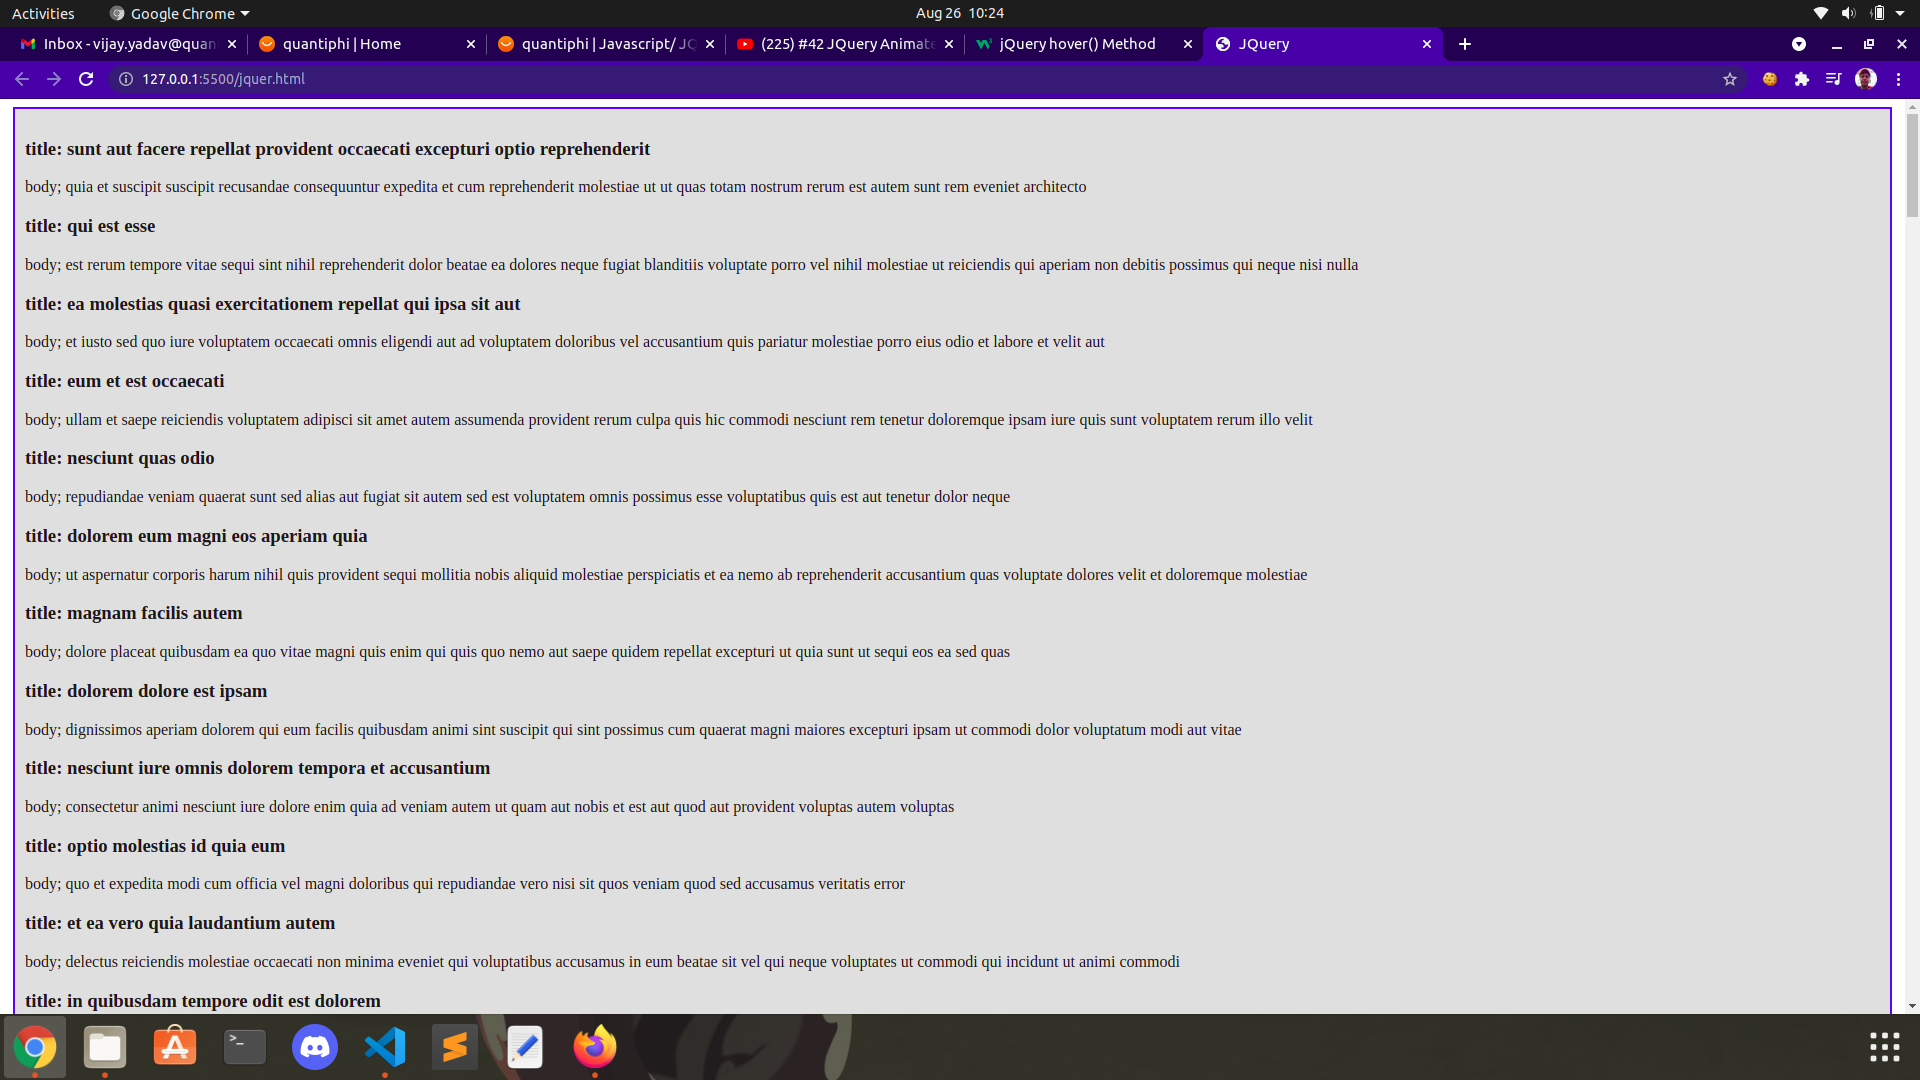 Activities Google Chrome Aug 26 10:24
Inbox - vijay.yadav@quan quantiphi | Home quantiphi | Javascript/ JQ (225) #42 JQuery Animate jQuery hover() Method JQuery
127.0.0.1:5500/jquer.html
title: sunt aut facere repellat provident occaecati excepturi optio reprehenderit
body; quia et suscipit suscipit recusandae consequuntur expedita et cum reprehenderit molestiae ut ut quas totam nostrum rerum est autem sunt rem eveniet architecto
title: qui est esse
body; est rerum tempore vitae sequi sint nihil reprehenderit dolor beatae ea dolores neque fugiat blanditiis voluptate porro vel nihil molestiae ut reiciendis qui aperiam non debitis possimus qui neque nisi nulla
title: ea molestias quasi exercitationem repellat qui ipsa sit aut
body; et iusto sed quo iure voluptatem occaecati omnis eligendi aut ad voluptatem doloribus vel accusantium quis pariatur molestiae porro eius odio et labore et velit aut
title: eum et est occaecati
body; ullam et saepe reiciendis voluptatem adipisci sit amet autem assumenda provident rerum culpa quis hic commodi nesciunt rem tenetur doloremque ipsam iure quis sunt voluptatem rerum illo velit
title: nesciunt quas odio
body; repudiandae veniam quaerat sunt sed alias aut fugiat sit autem sed est voluptatem omnis possimus esse voluptatibus quis est aut tenetur dolor neque
title: dolorem eum magni eos aperiam quia
body; ut aspernatur corporis harum nihil quis provident sequi mollitia nobis aliquid molestiae perspiciatis et ea nemo ab reprehenderit accusantium quas voluptate dolores velit et doloremque molestiae
title: magnam facilis autem
body; dolore placeat quibusdam ea quo vitae magni quis enim qui quis quo nemo aut saepe quidem repellat excepturi ut quia sunt ut sequi eos ea sed quas
title: dolorem dolore est ipsam
body; dignissimos aperiam dolorem qui eum facilis quibusdam animi sint suscipit qui sint possimus cum quaerat magni maiores excepturi ipsam ut commodi dolor voluptatum modi aut vitae
title: nesciunt iure omnis dolorem tempora et accusantium
body; consectetur animi nesciunt iure dolore enim quia ad veniam autem ut quam aut nobis et est aut quod aut provident voluptas autem voluptas
title: optio molestias id quia eum
body; quo et expedita modi cum officia vel magni doloribus qui repudiandae vero nisi sit quos veniam quod sed accusamus veritatis error
title: et ea vero quia laudantium autem
body; delectus reiciendis molestiae occaecati non minima eveniet qui voluptatibus accusamus in eum beatae sit vel qui neque voluptates ut commodi qui incidunt ut animi commodi
title: in quibusdam tempore odit est dolorem